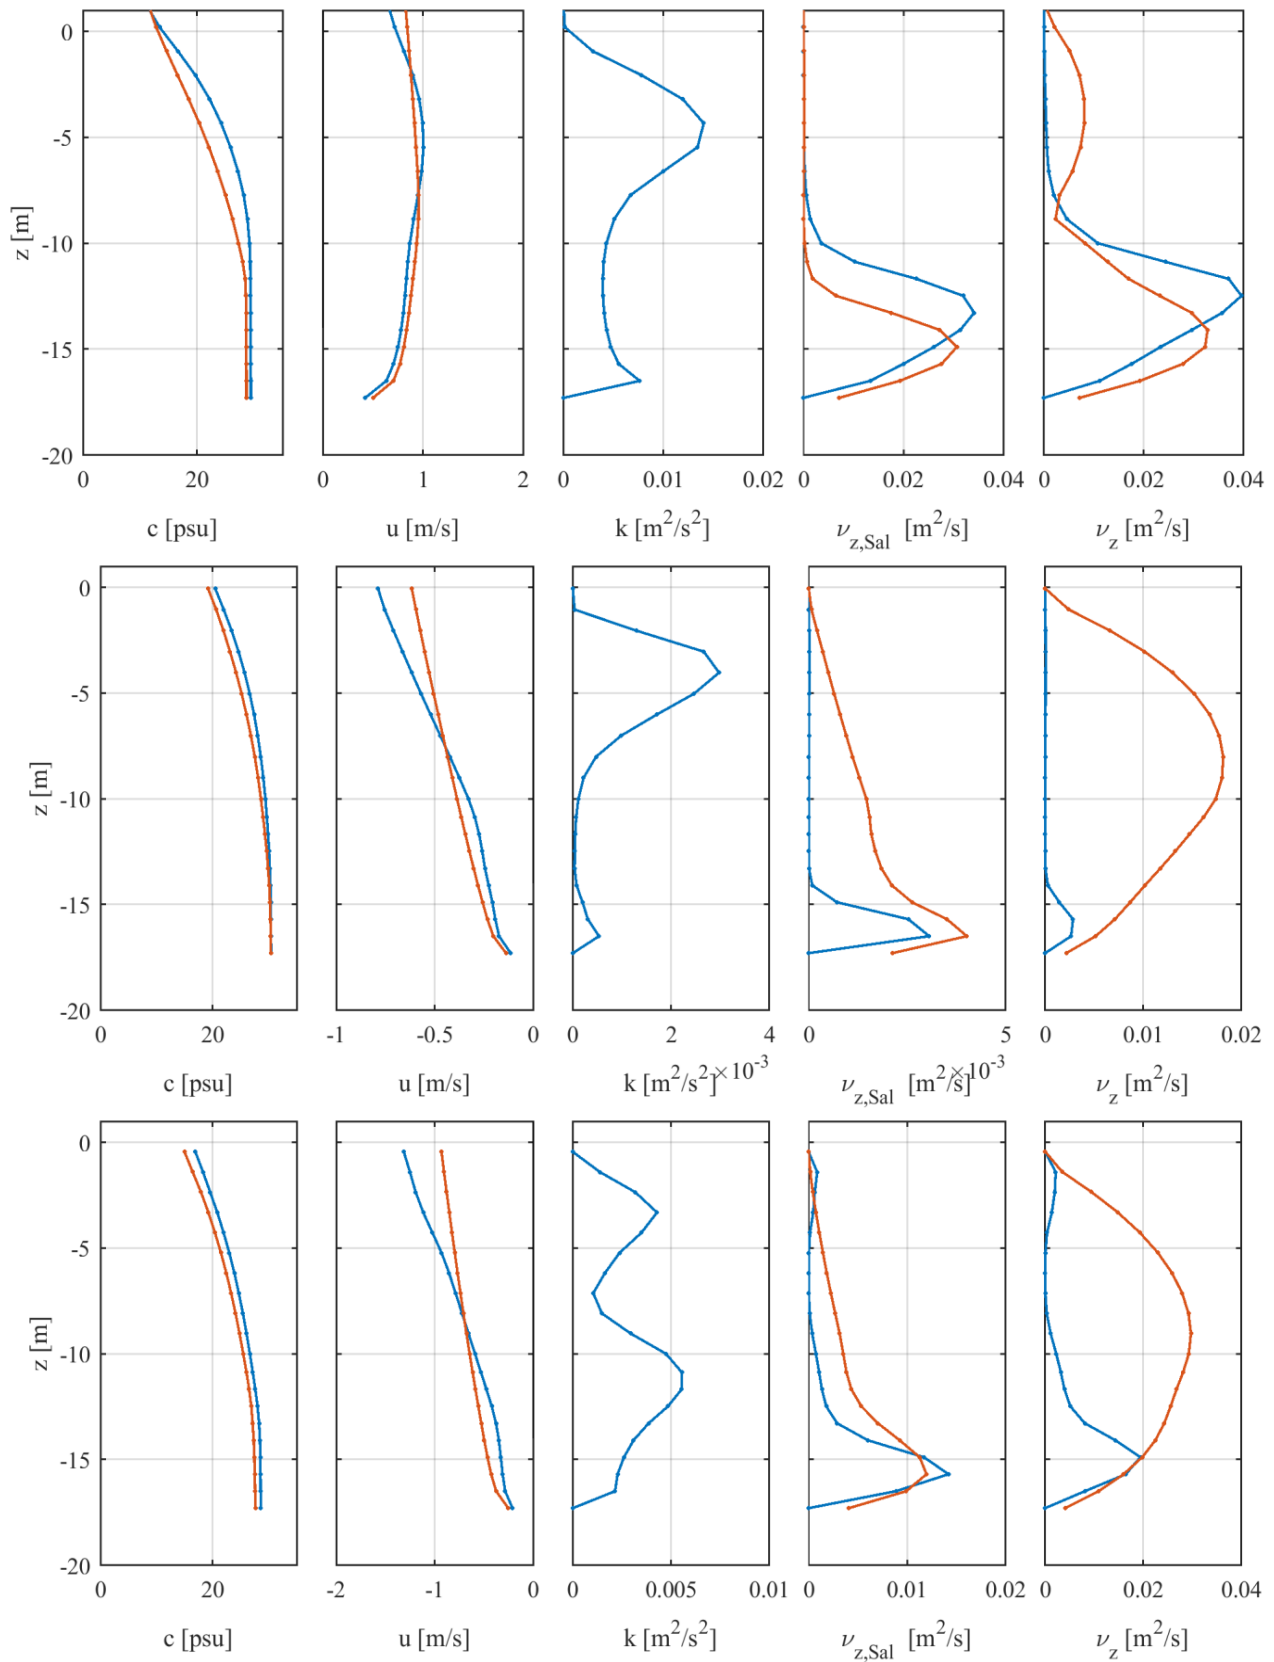 0
-5
-10
-15
-20
z [m]
0 20
0 1 2
0 0.01 0.02
0 0.02 0.04
0 0.02 0.04
c [psu]
u [m/s]
k [m²/s²]
ν_z,Sal [m²/s]
ν_z [m²/s]
0
-5
-10
-15
-20
z [m]
0 20
-1 -0.5 0
0 2 4
0 5
0 0.01 0.02
c [psu]
u [m/s]
k [m²/s²]
×10⁻³
ν_z,Sal [m²/s]
×10⁻³
ν_z [m²/s]
0
-5
-10
-15
-20
z [m]
0 20
-2 -1 0
0 0.005 0.01
0 0.01 0.02
0 0.02 0.04
c [psu]
u [m/s]
k [m²/s²]
ν_z,Sal [m²/s]
ν_z [m²/s]